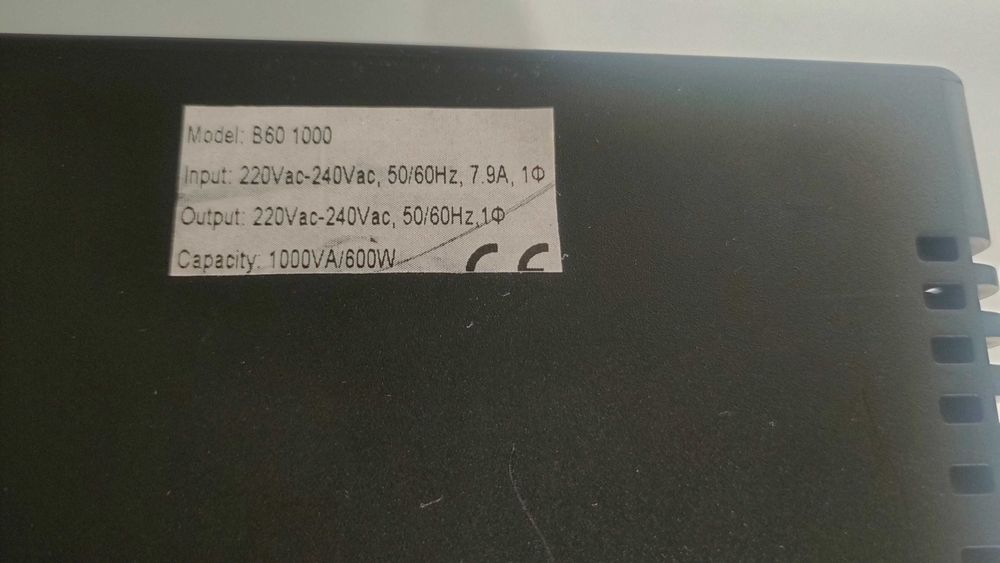 Model: B60 1000
Input: 220Vac-240Vac, 50/60Hz, 7.9A, 1Φ
Output: 220Vac-240Vac, 50/60Hz,1Φ
Capacity: 1000VA/600W CE